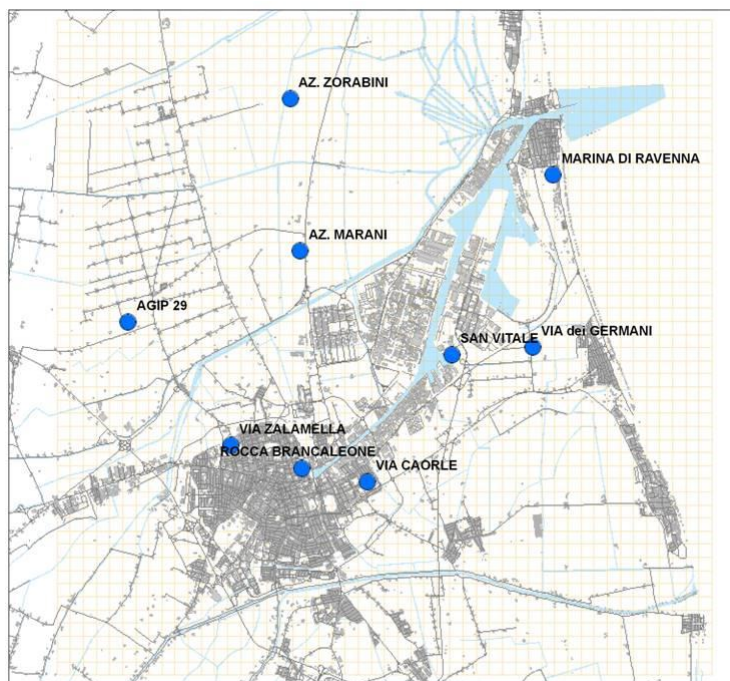 AZ. ZORABINI
MARINA DI RAVENNA
AZ. MARANI
AGIP 29
VIA dei GERMANI
SAN VITALE
VIA ZALAMELLA
ROCCA BRANCALEONE
VIA CAORLE